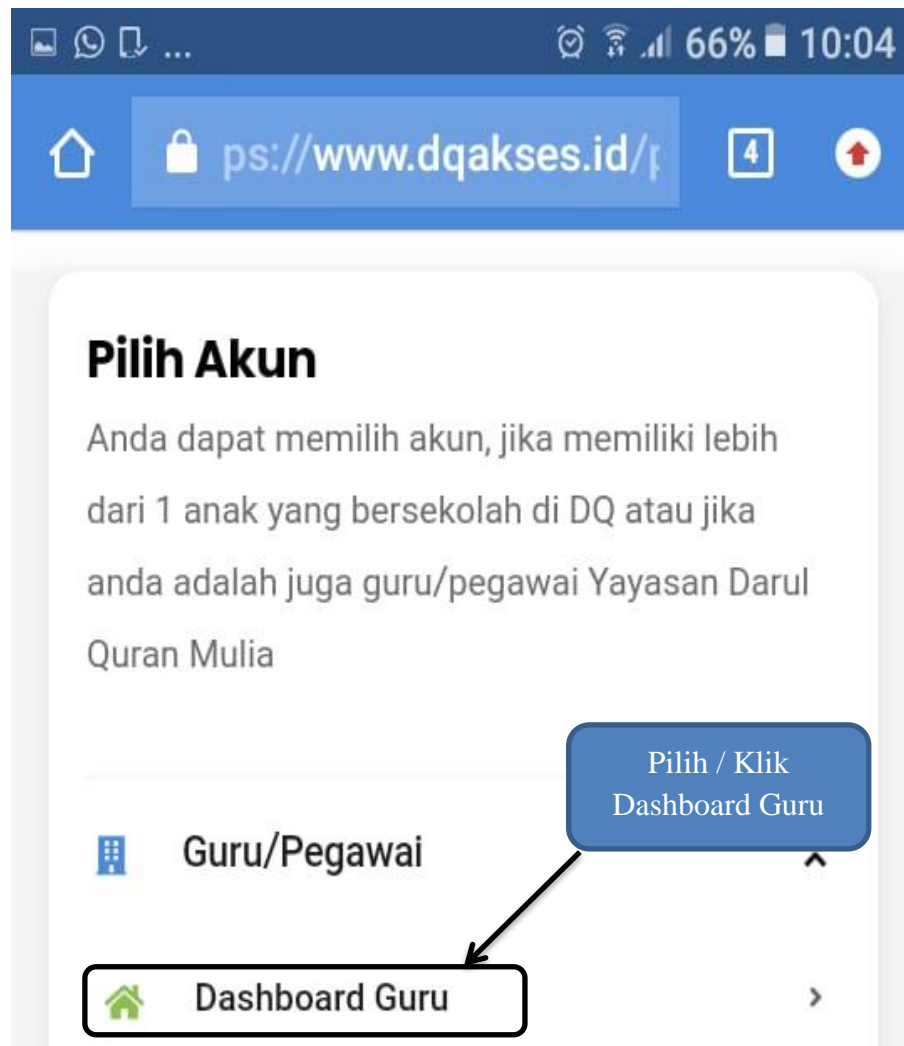 ... 66% 10:04
ps://www.dqakses.id/p 4
Pilih Akun
Anda dapat memilih akun, jika memiliki lebih
dari 1 anak yang bersekolah di DQ atau jika
anda adalah juga guru/pegawai Yayasan Darul
Quran Mulia
Pilih / Klik
Dashboard Guru
Guru/Pegawai
Dashboard Guru